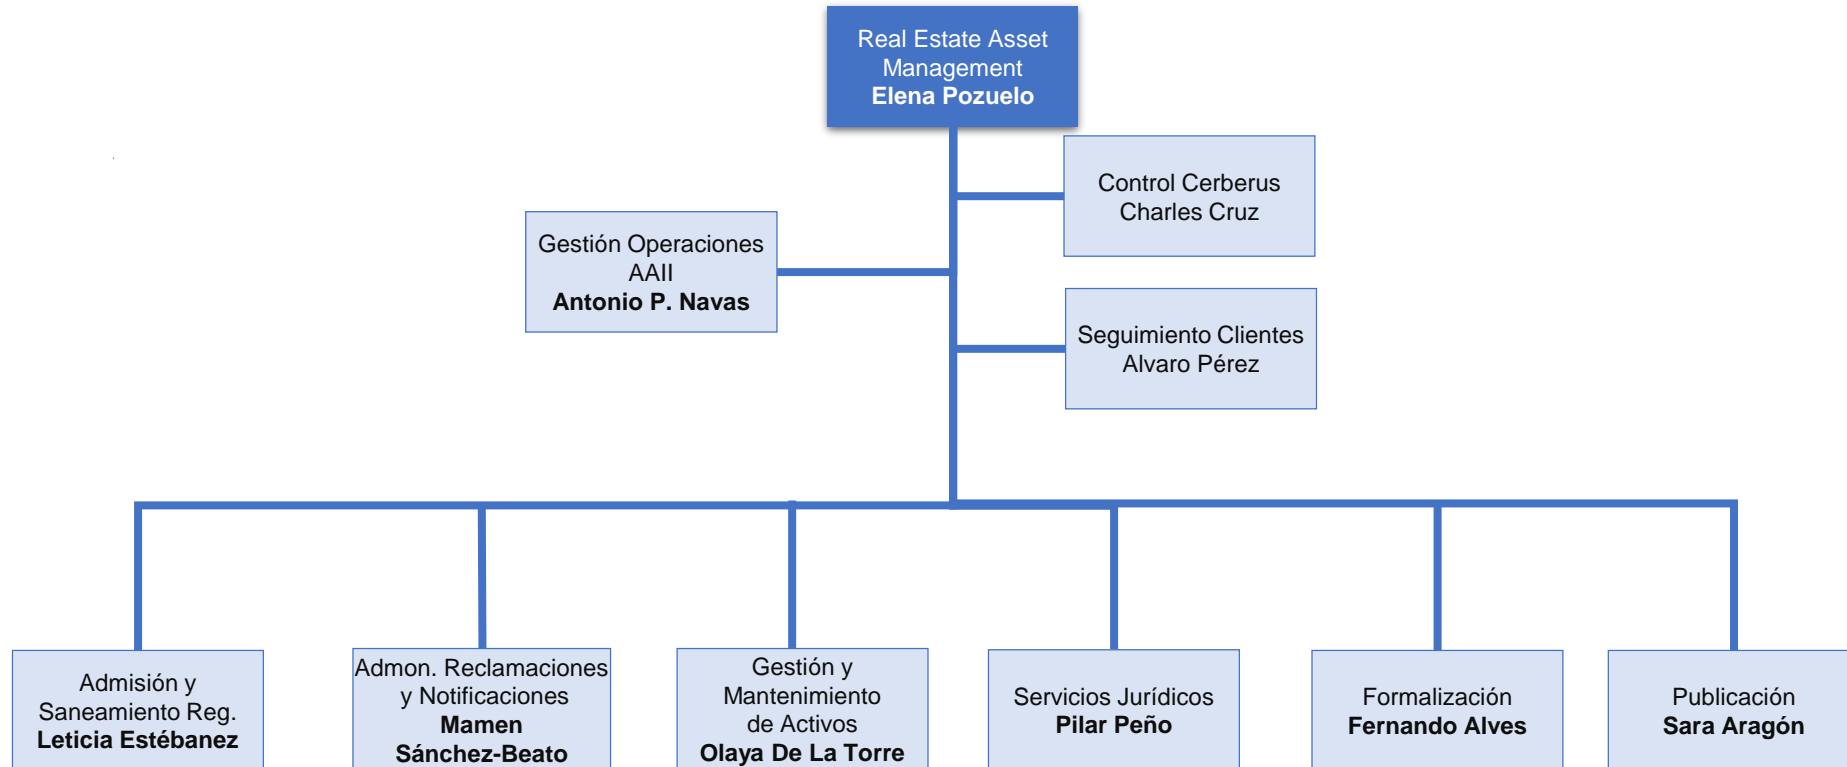 Real Estate Asset
Management
Elena Pozuelo
Control Cerberus
Charles Cruz
Gestión Operaciones
AAII
Antonio P. Navas
Seguimiento Clientes
Alvaro Pérez
Admisión y
Saneamiento Reg.
Leticia Estébanez
Admon. Reclamaciones
y Notificaciones
Mamen
Sánchez-Beato
Gestión y
Mantenimiento
de Activos
Olaya De La Torre
Servicios Jurídicos
Pilar Peño
Formalización
Fernando Alves
Publicación
Sara Aragón